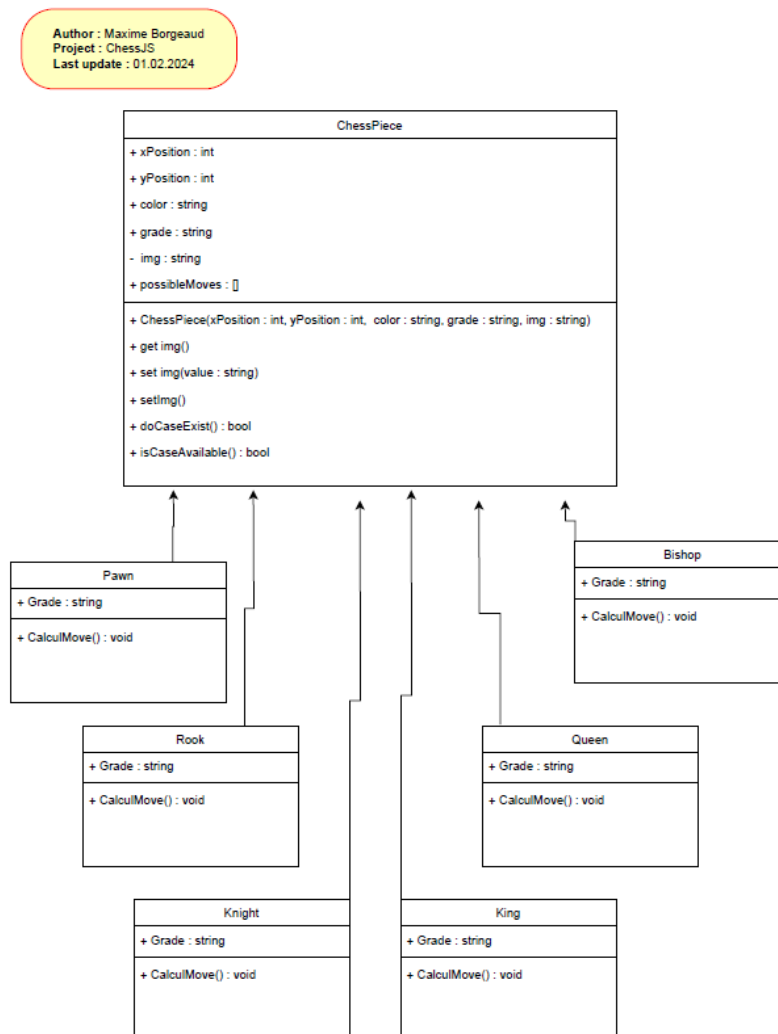 Author : Maxime Borgeaud
Project : ChessJS
Last update : 01.02.2024
ChessPiece
+ xPosition : int
+ yPosition : int
+ color : string
+ grade : string
- img : string
+ possibleMoves : []
+ ChessPiece(xPosition : int, yPosition : int, color : string, grade : string, img : string)
+ get img()
+ set img(value : string)
+ setImg()
+ doCaseExist() : bool
+ isCaseAvailable() : bool
Pawn
+ Grade : string
+ CalculMove() : void
Bishop
+ Grade : string
+ CalculMove() : void
Rook
+ Grade : string
+ CalculMove() : void
Queen
+ Grade : string
+ CalculMove() : void
Knight
+ Grade : string
+ CalculMove() : void
King
+ Grade : string
+ CalculMove() : void